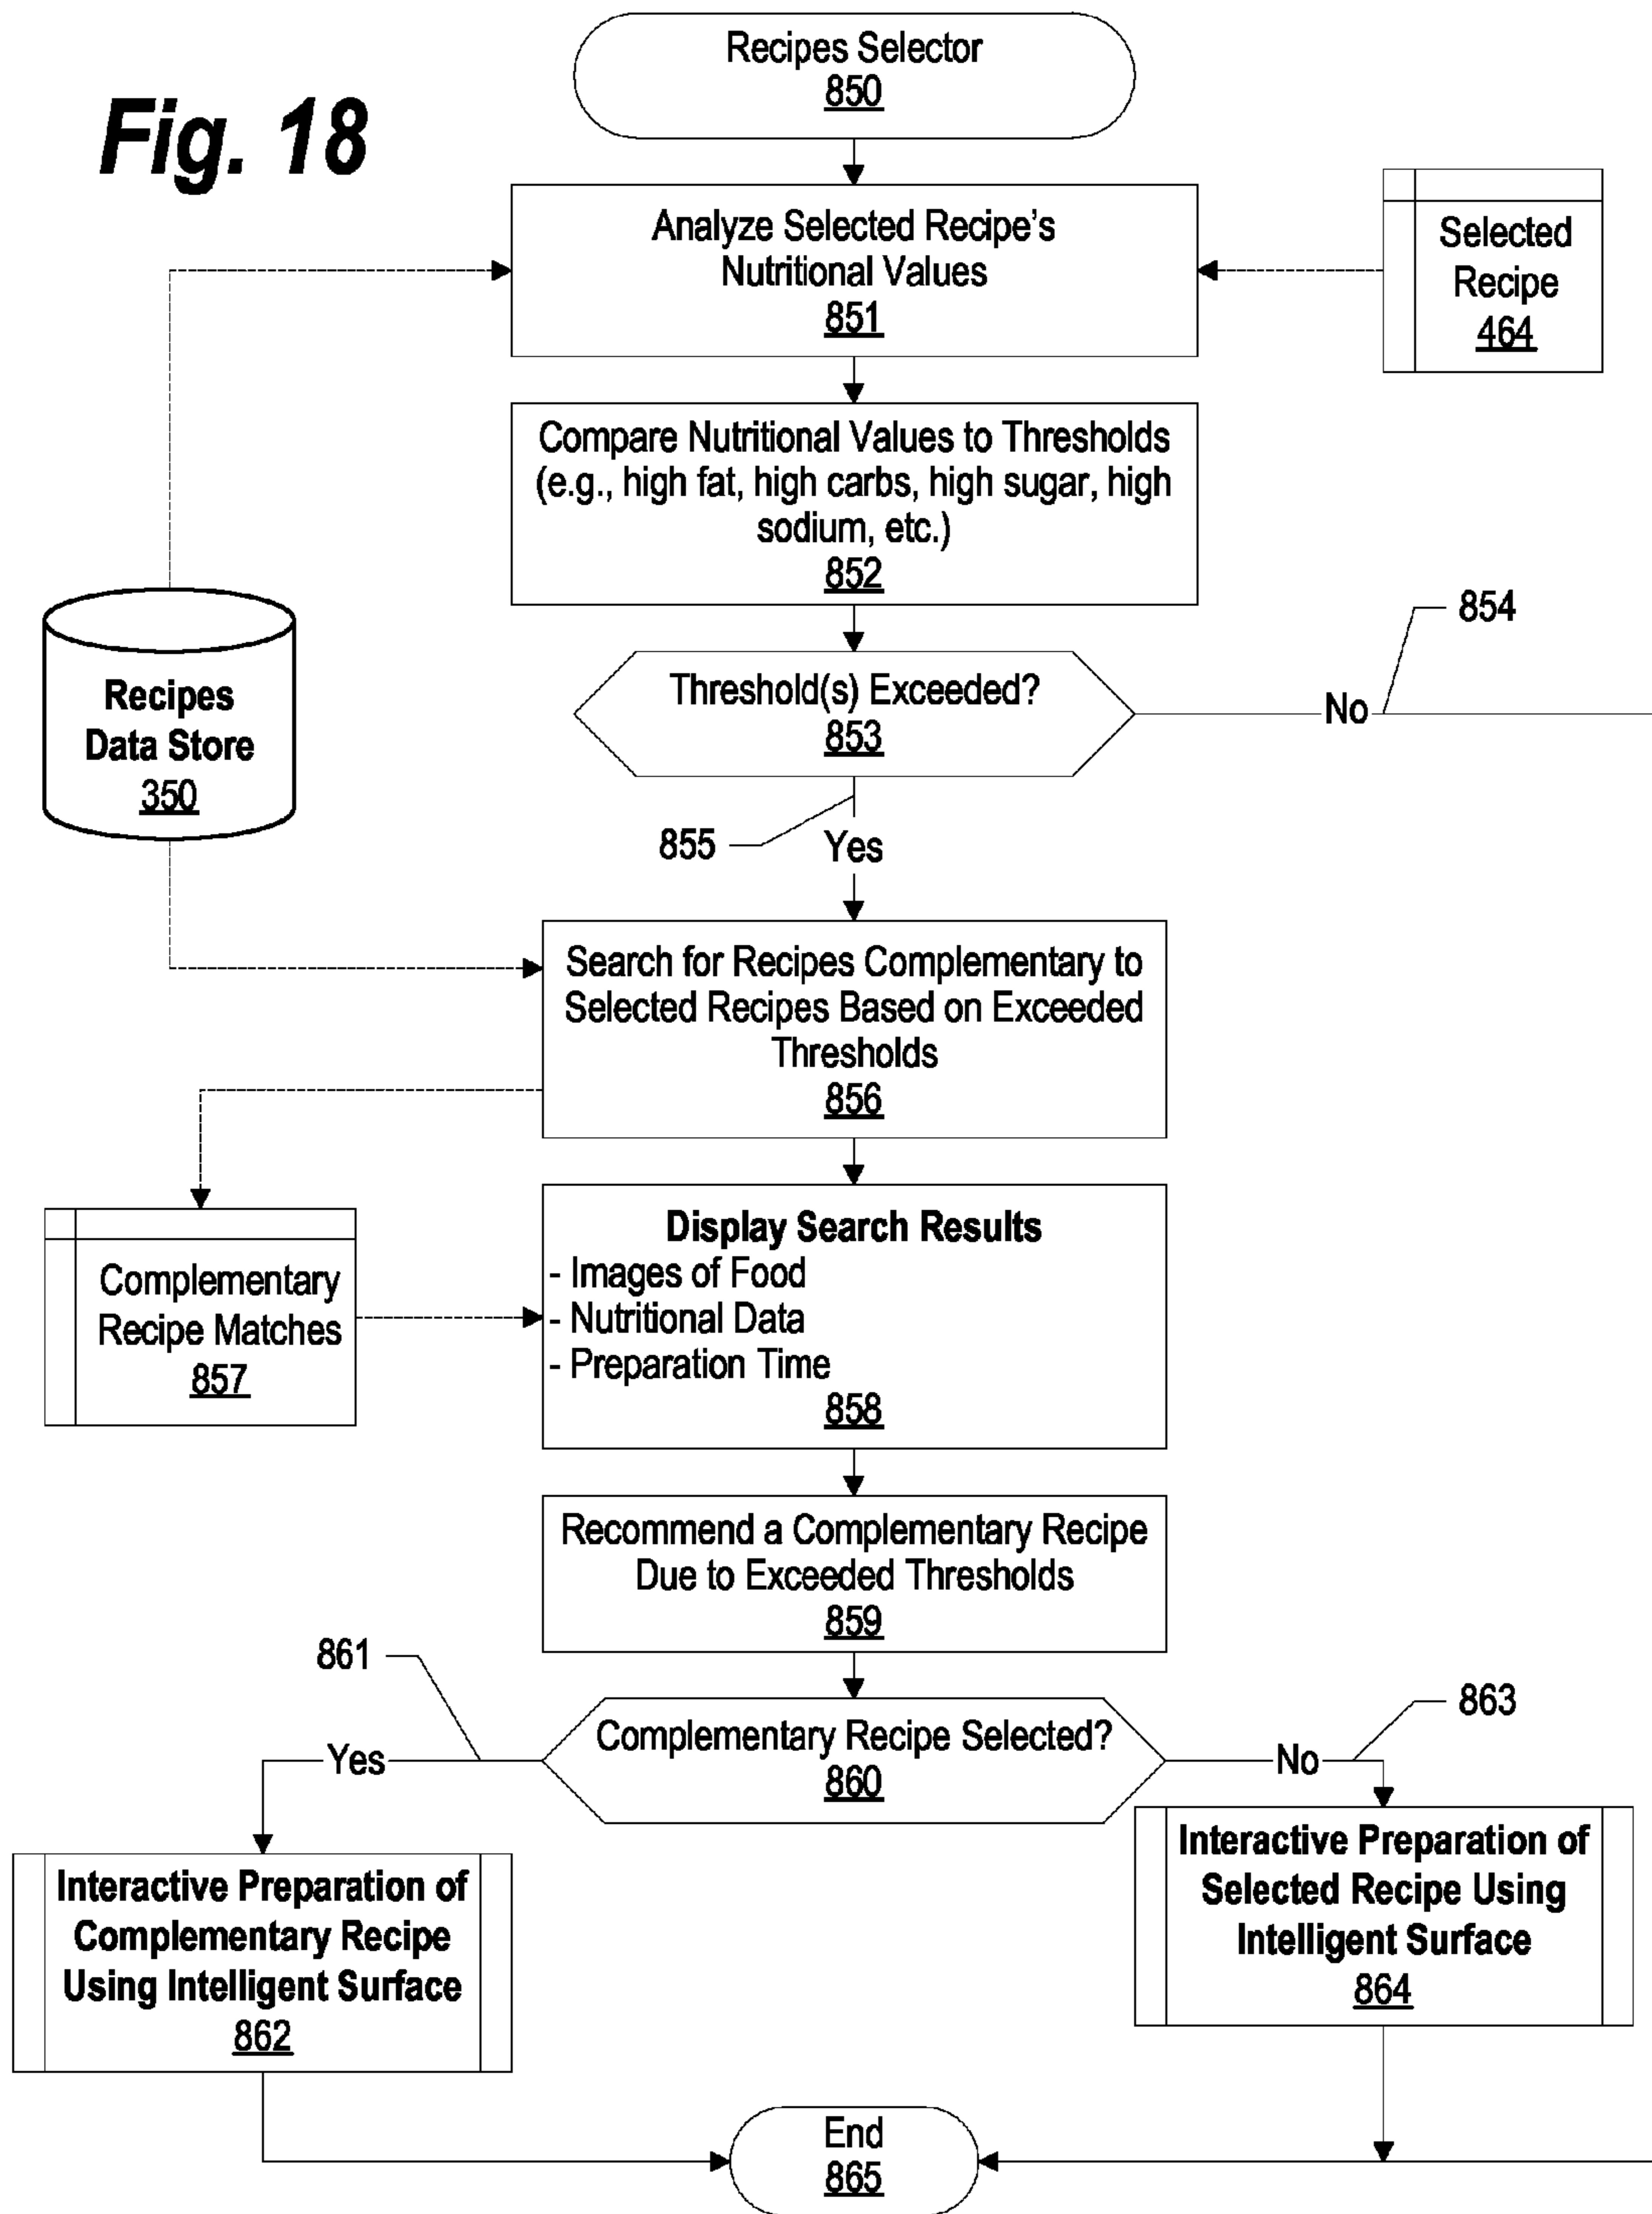 Fig. 18
Recipes Selector
850
Analyze Selected Recipe's
Nutritional Values
851
Selected
Recipe
464
Compare Nutritional Values to Thresholds
(e.g., high fat, high carbs, high sugar, high
sodium, etc.)
852
854
Recipes
Data Store
350
Threshold(s) Exceeded?
853
No
855
Yes
Search for Recipes Complementary to
Selected Recipes Based on Exceeded
Thresholds
856
Complementary
Recipe Matches
857
Display Search Results
- Images of Food
- Nutritional Data
- Preparation Time
858
Recommend a Complementary Recipe
Due to Exceeded Thresholds
859
861
863
Yes
Complementary Recipe Selected?
860
No
Interactive Preparation of
Complementary Recipe
Using Intelligent Surface
862
Interactive Preparation of
Selected Recipe Using
Intelligent Surface
864
End
865